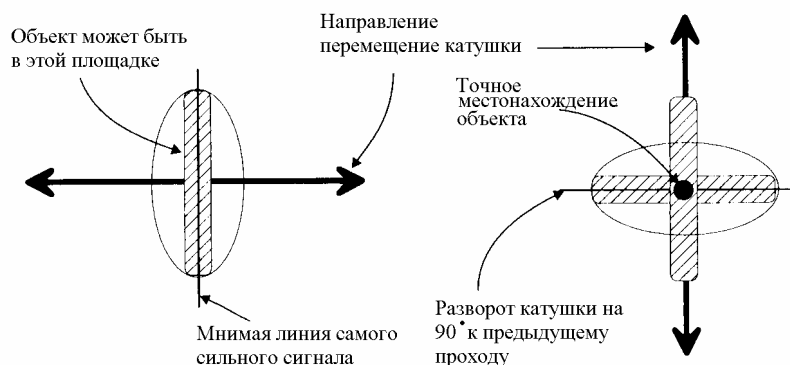 Объект может быть
в этой площадке
Направление
перемещение катушки
Точное
местонахождение
объекта
Мнимая линия самого
сильного сигнала
Разворот катушки на
90° к предыдущему
проходу